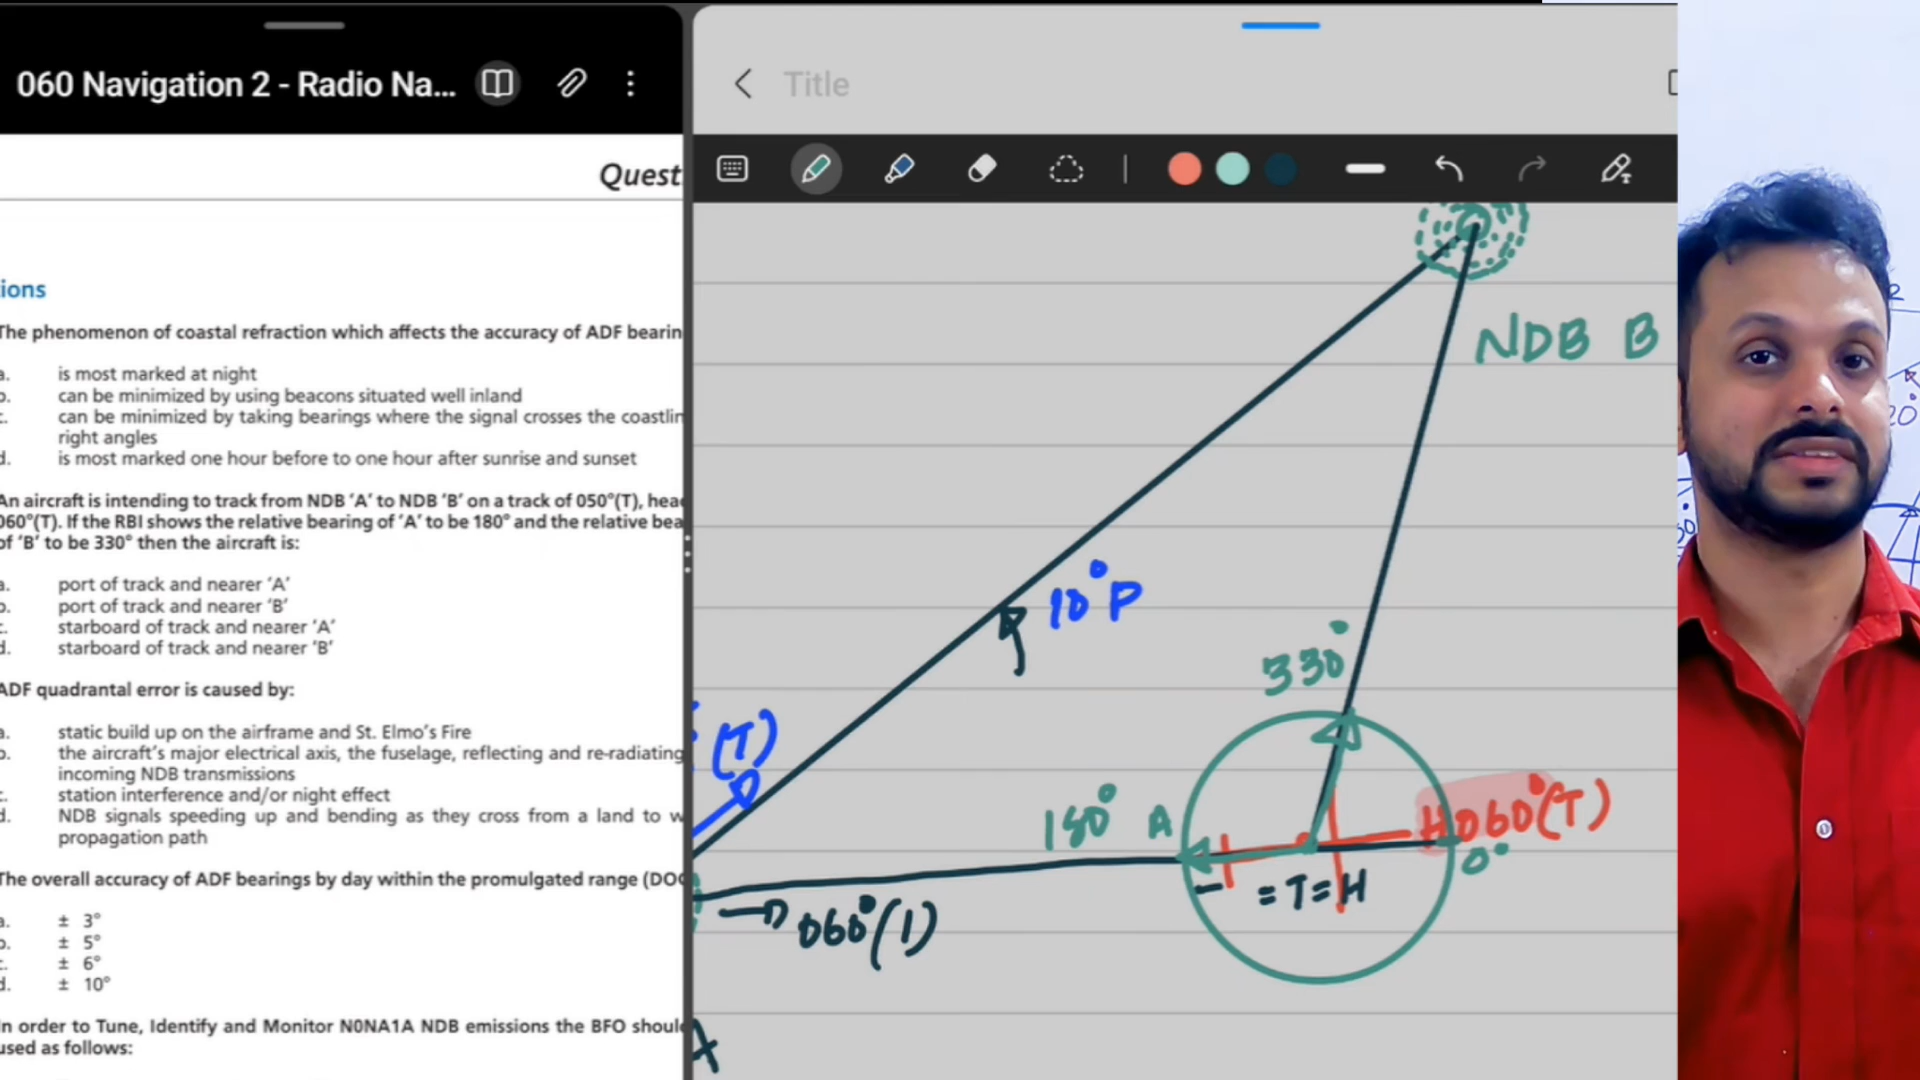 060 Navigation 2 - Radio Na...
Title
Quest
ions
The phenomenon of coastal refraction which affects the accuracy of ADF bearin
a. is most marked at night
b. can be minimized by using beacons situated well inland
c. can be minimized by taking bearings where the signal crosses the coastlin
right angles
d. is most marked one hour before to one hour after sunrise and sunset
An aircraft is intending to track from NDB ‘A’ to NDB ‘B’ on a track of 050°(T), head
060°(T). If the RBI shows the relative bearing of ‘A’ to be 180° and the relative bea
of ‘B’ to be 330° then the aircraft is:
a. port of track and nearer ‘A’
b. port of track and nearer ‘B’
c. starboard of track and nearer ‘A’
d. starboard of track and nearer ‘B’
ADF quadrantal error is caused by:
a. static build up on the airframe and St. Elmo’s Fire
b. the aircraft’s major electrical axis, the fuselage, reflecting and re-radiating
incoming NDB transmissions
c. station interference and/or night effect
d. NDB signals speeding up and bending as they cross from a land to w
propagation path
The overall accuracy of ADF bearings by day within the promulgated range (DOC
a. ± 3°
b. ± 5°
c. ± 6°
d. ± 10°
In order to Tune, Identify and Monitor N0NA1A NDB emissions the BFO shoul
used as follows:
NDB B
10°P
330°
(T)
180° A
H060°(T)
0°
=T=H
060°(T)
A